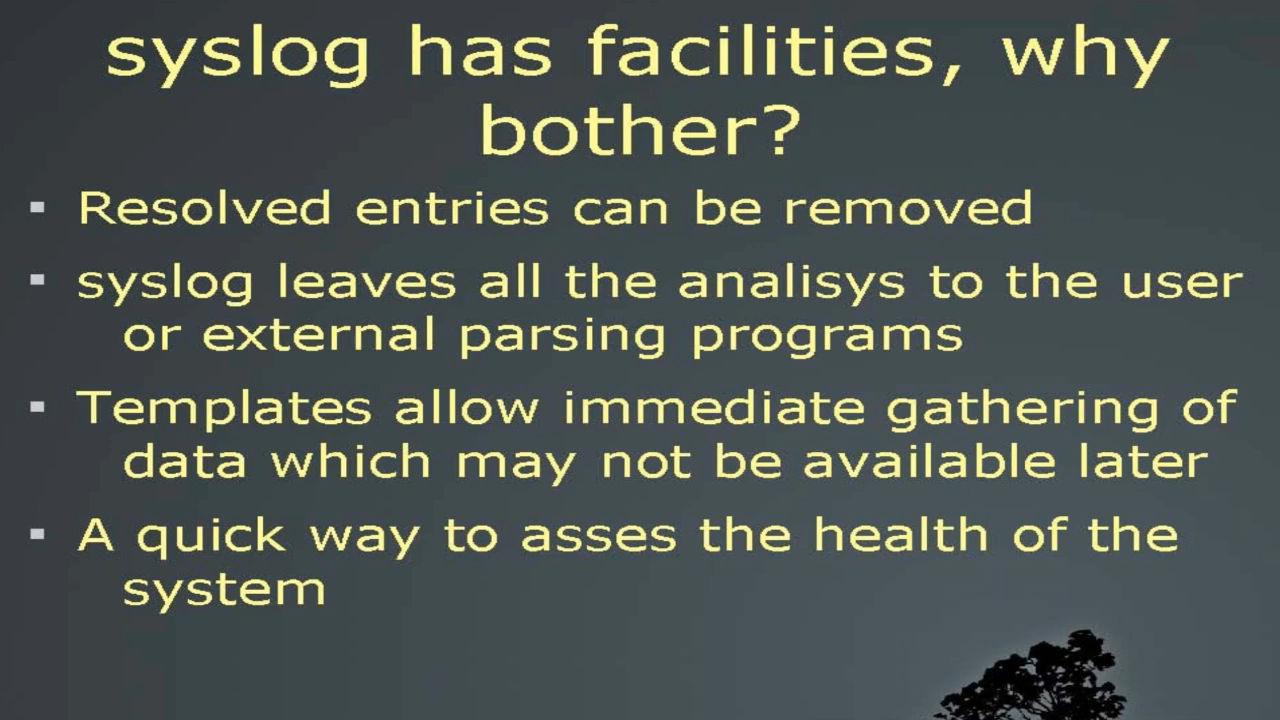 syslog has facilities, why
bother?
▪ Resolved entries can be removed
▪ syslog leaves all the analisys to the user
or external parsing programs
▪ Templates allow immediate gathering of
data which may not be available later
▪ A quick way to asses the health of the
system